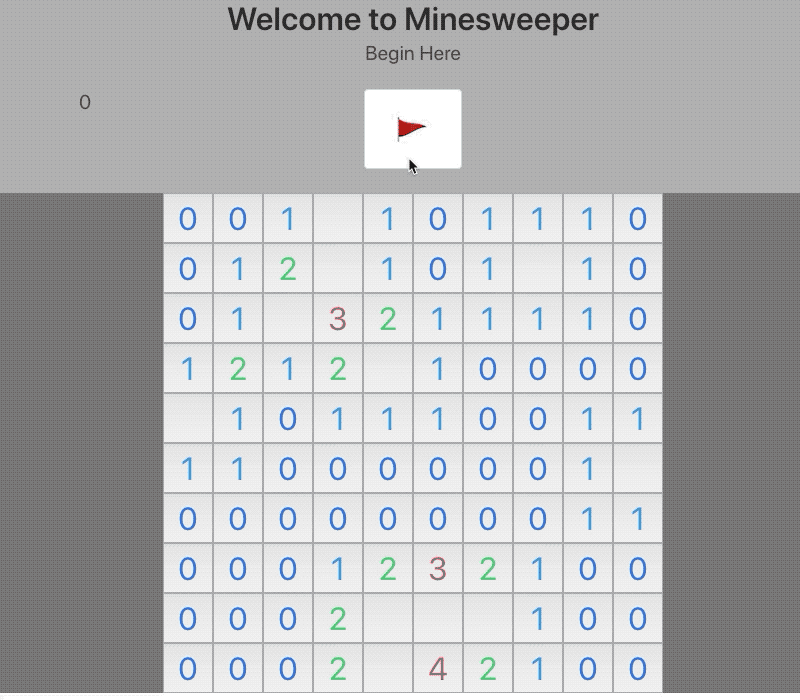 Welcome to Minesweeper
Begin Here
0
0 0 1 1 0 1 1 1 0
0 1 2 1 0 1 1 0
0 1 3 2 1 1 1 1 0
1 2 1 2 1 0 0 0 0
1 0 1 1 1 0 0 1 1
1 1 0 0 0 0 0 0 1
0 0 0 0 0 0 0 0 1 1
0 0 0 1 2 3 2 1 0 0
0 0 0 2 1 0 0
0 0 0 2 4 2 1 0 0